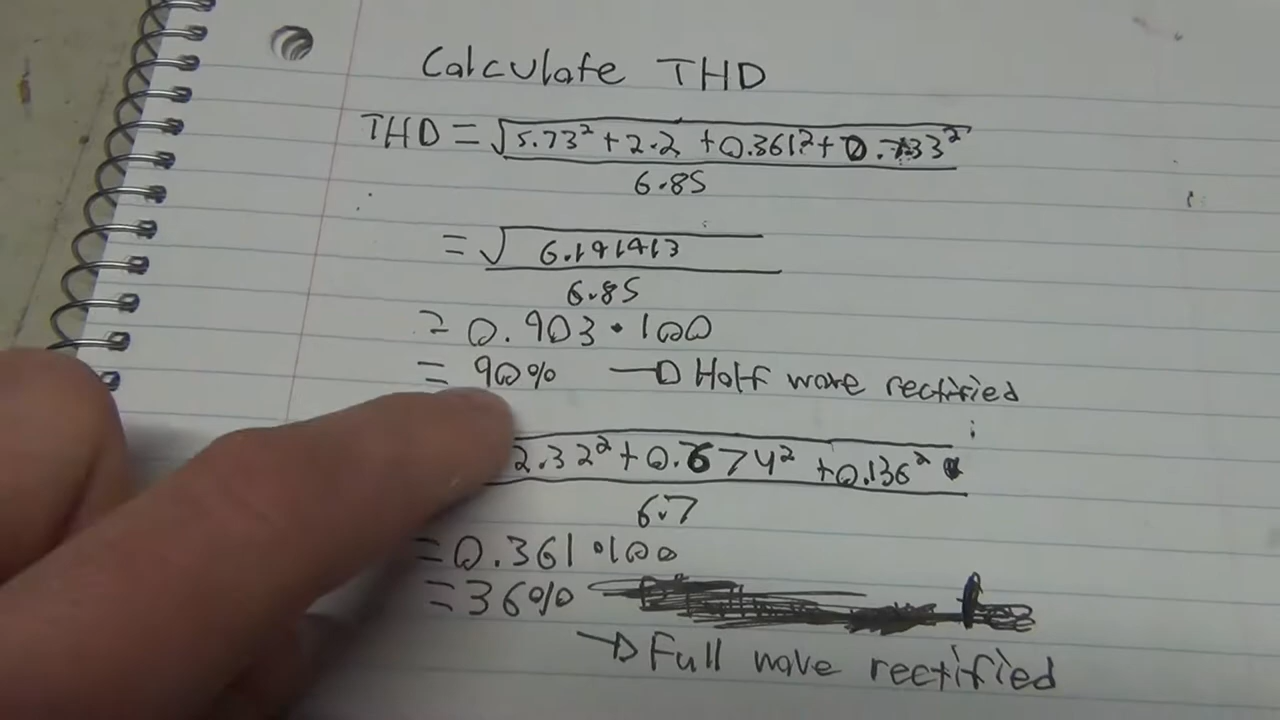 Calculate THD
THD = √5.73² + 2.2 + 0.361² + 0.733²
6.85
= √6.191413
6.85
= 0.903 • 100
= 90% → Half wave rectified
2.32² + 0.674² + 0.136²
6.7
= 0.361 • 100
= 36%
→ Full wave rectified